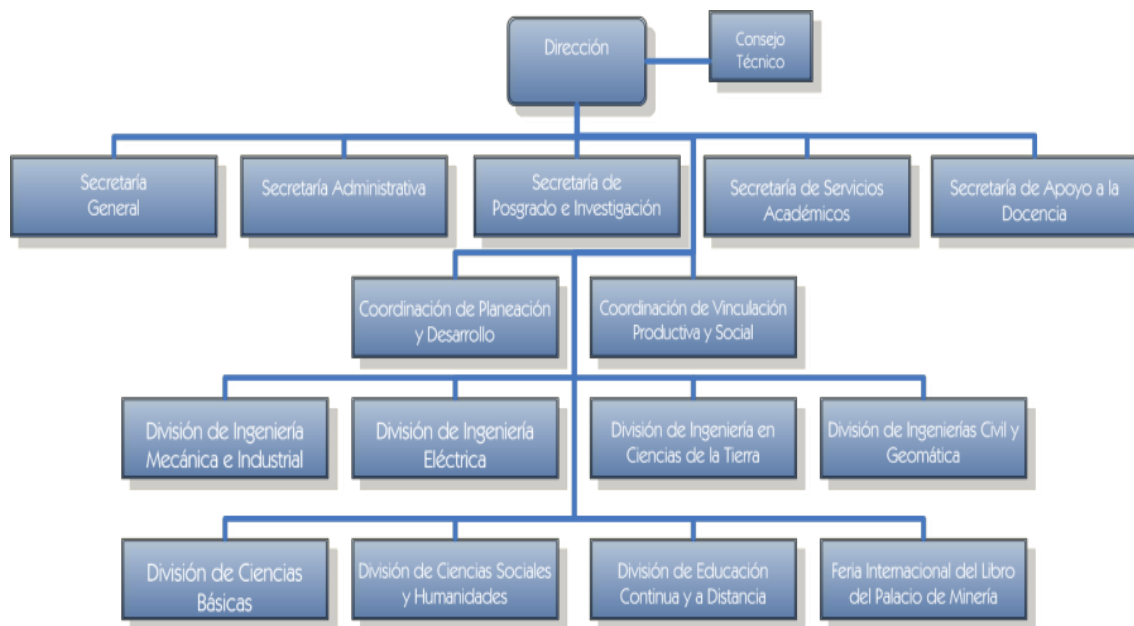 Dirección
Consejo
Técnico
Secretaría
General
Secretaría Administrativa
Secretaría de
Posgrado e Investigación
Secretaría de Servicios
Académicos
Secretaría de Apoyo a la
Docencia
Coordinación de Planeación
y Desarrollo
Coordinación de Vinculación
Productiva y Social
División de Ingeniería
Mecánica e Industrial
División de Ingeniería
Eléctrica
División de Ingeniería en
Ciencias de la Tierra
División de Ingenierías Civil y
Geomática
División de Ciencias
Básicas
División de Ciencias Sociales
y Humanidades
División de Educación
Continua y a Distancia
Feria Internacional del Libro
del Palacio de Minería